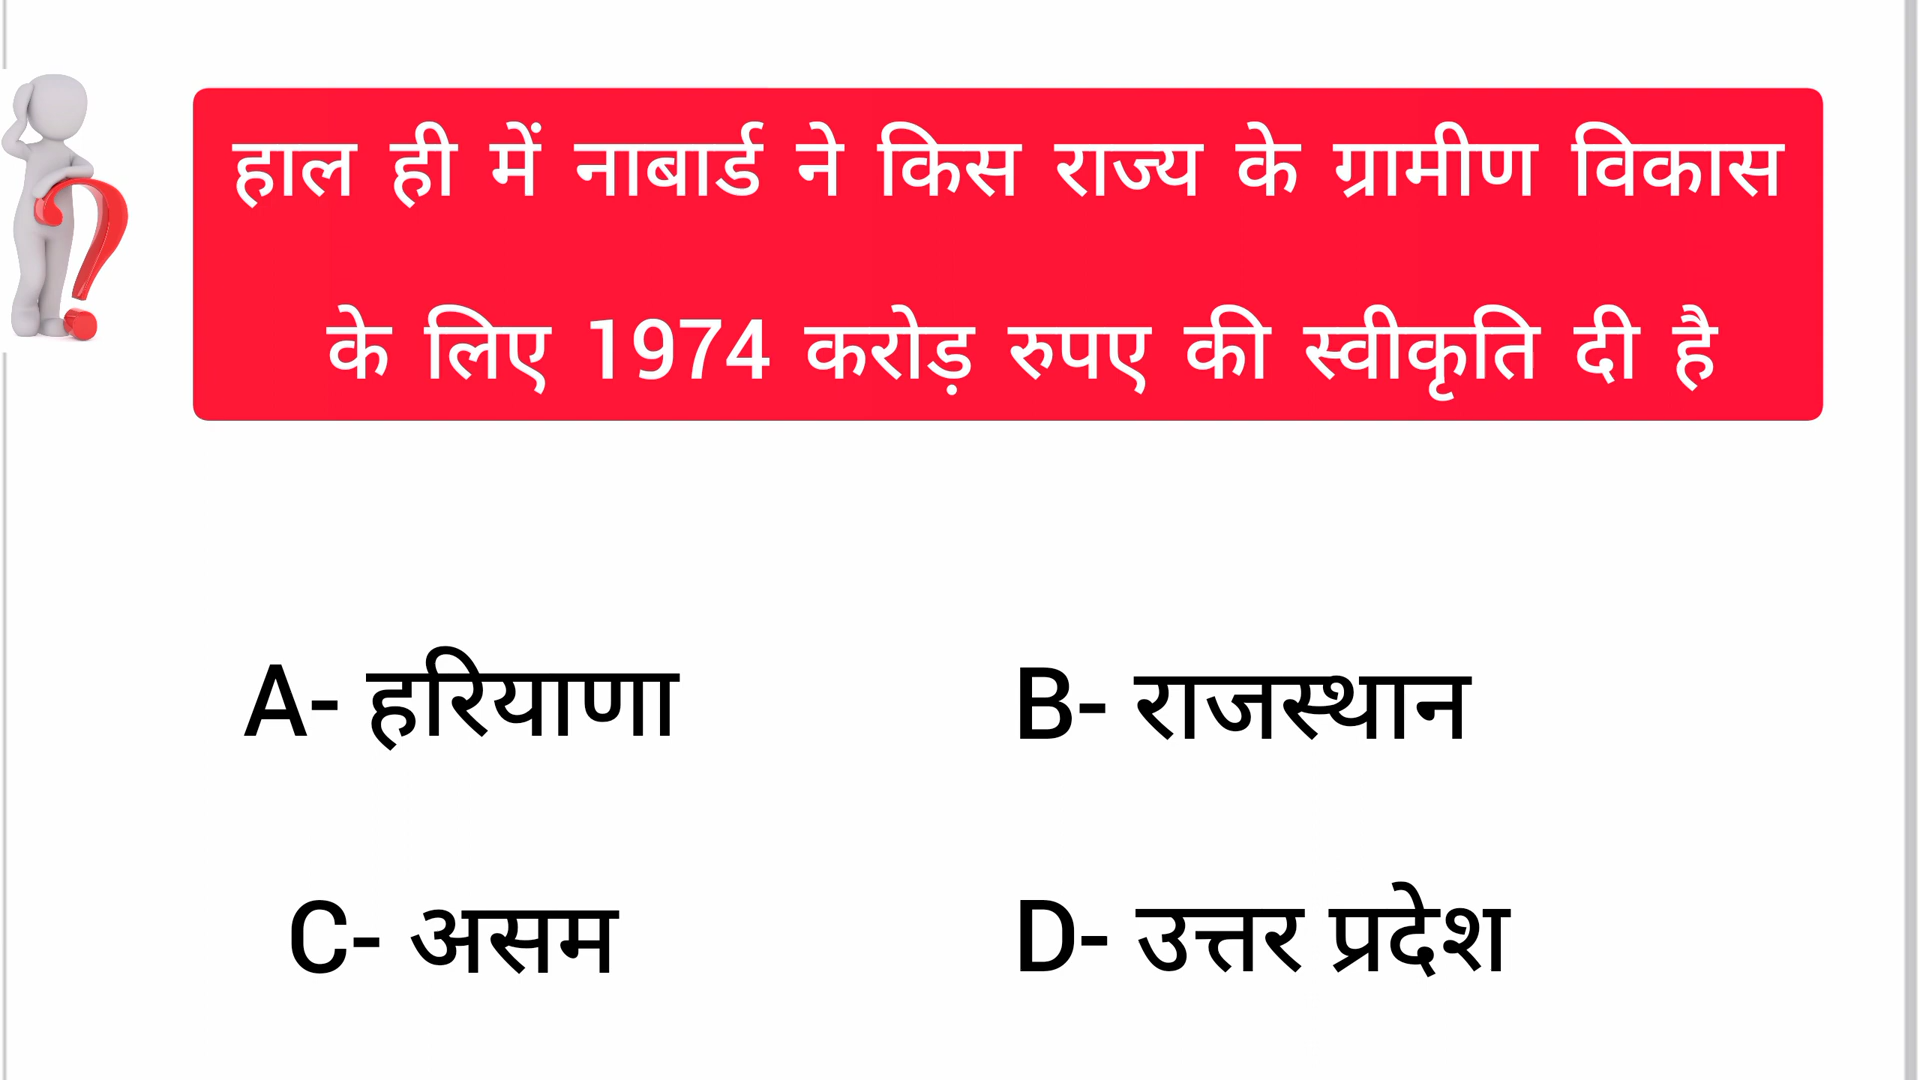 हाल ही में नाबार्ड ने किस राज्य के ग्रामीण विकास
के लिए 1974 करोड़ रुपए की स्वीकृति दी है
A- हरियाणा
B- राजस्थान
C- असम
D- उत्तर प्रदेश